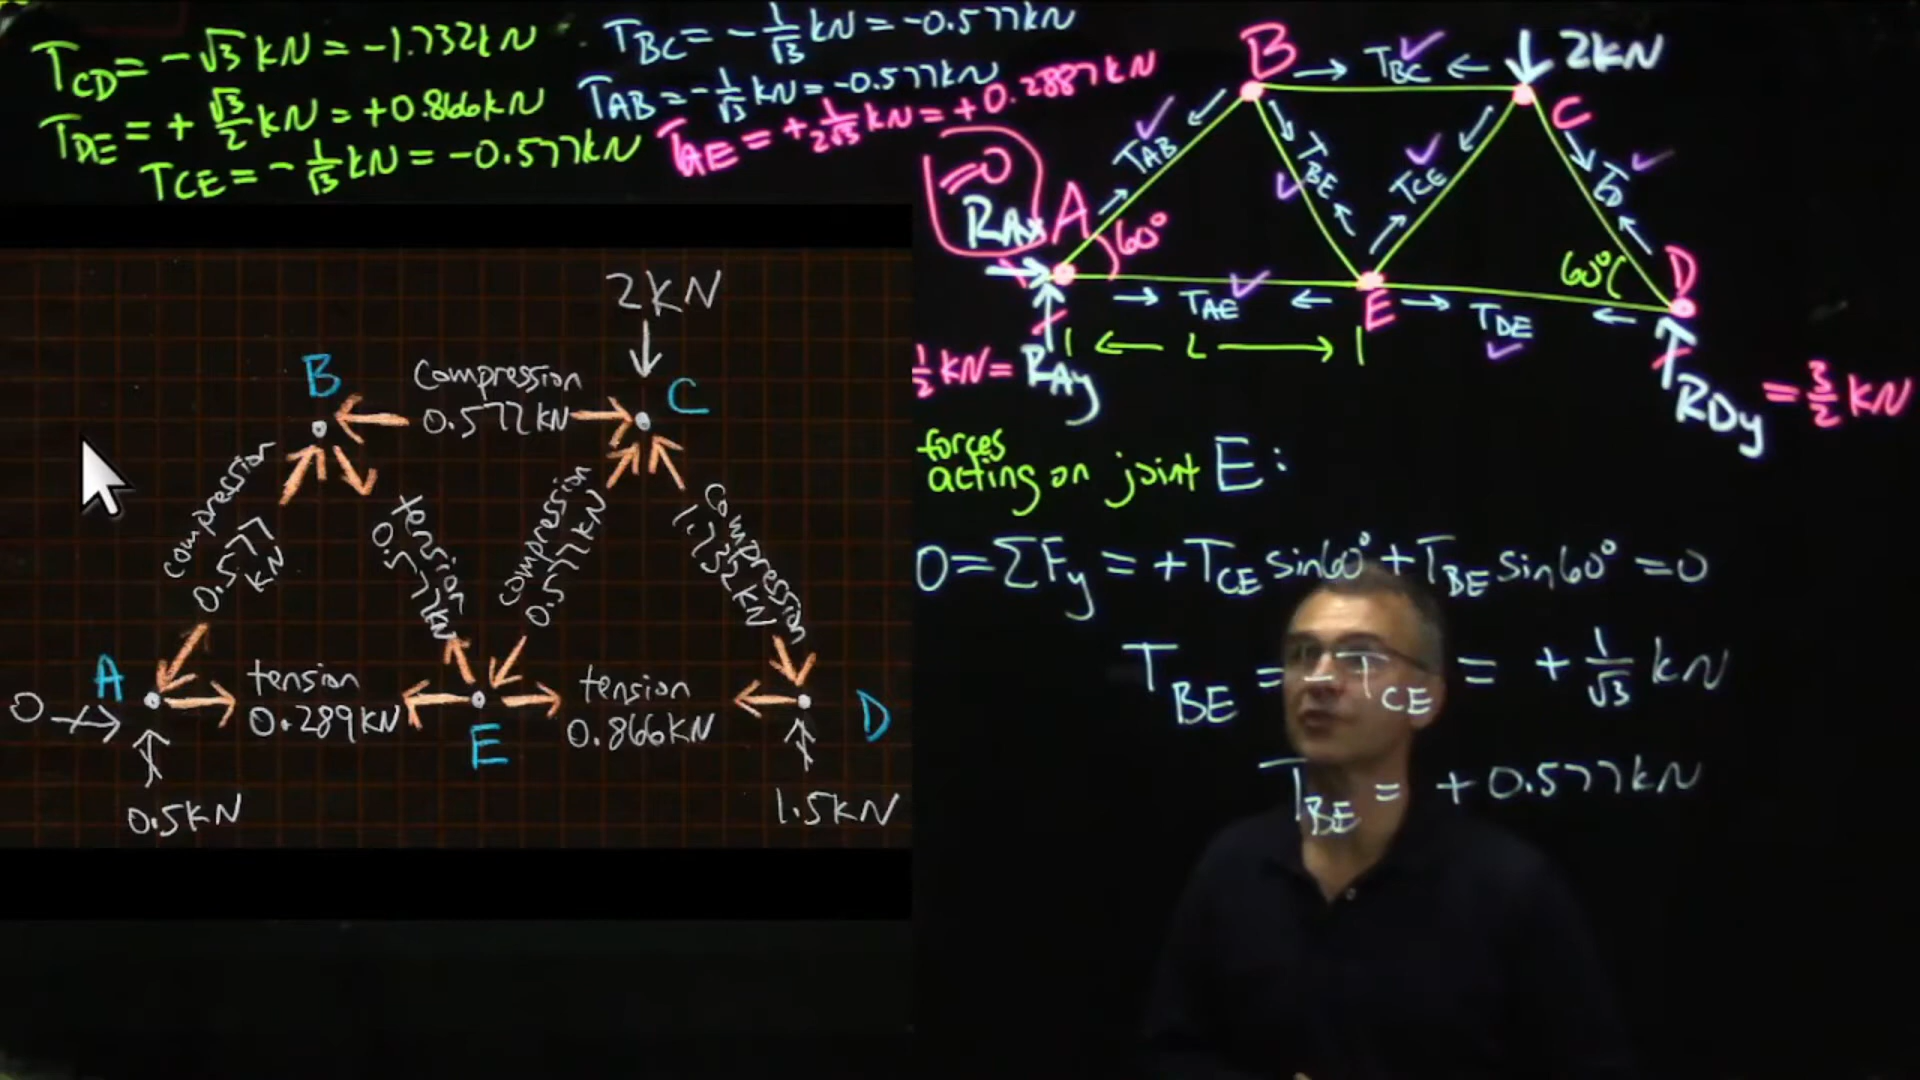 T_CD = - √3 kN = -1.732kN
T_DE = + √3/2 kN = +0.866kN
T_CE = - 1/√3 kN = -0.577kN
T_BC = - 1/√3 kN = -0.577kN
T_AB = - 1/√3 kN = -0.577kN
T_AE = + 1/2√3 kN = +0.2887kN
2kN
B
compression
0.577kN
C
compression
0.577
kN
tension
0.577kN
compression
0.577kN
compression
1.732kN
A
tension
0.289kN
tension
0.866kN
D
0
E
0.5kN
1.5kN
B
T_BC
2kN
C
T_AB
T_BE
T_CE
=0
R_Ax
A
60°
60°
D
T_AE
E
T_DE
L
1/2 kN = R_Ay
R_Dy = 3/2 kN
forces
acting on joint E:
0 = ΣFy = +T_CE sin60° + T_BE sin60° = 0
T_BE = -T_CE = + 1/√3 kN
T_BE = +0.577kN